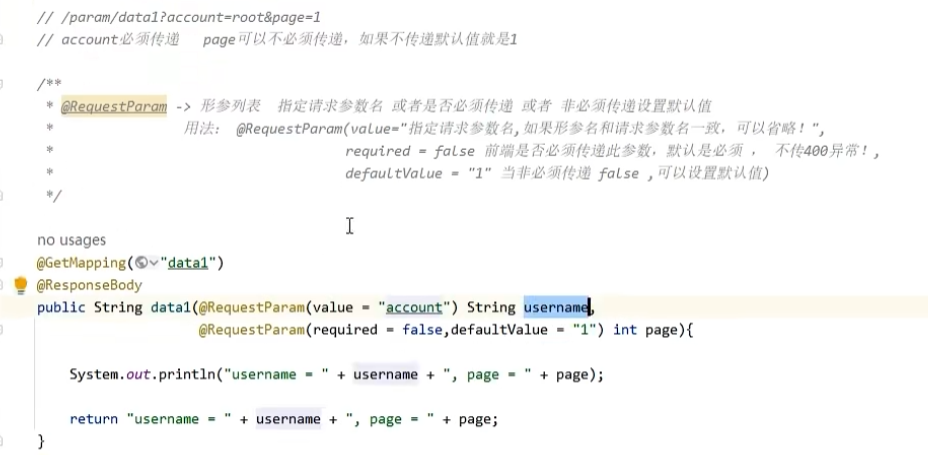 // /param/data1?account=root&page=1
// account必须传递   page可以不必须传递，如果不传递默认值就是1
/**
* @RequestParam -> 形参列表  指定请求参数名 或者是否必须传递 或者 非必须传递设置默认值
*               用法： @RequestParam(value="指定请求参数名,如果形参名和请求参数名一致，可以省略！",
*                                   required = false 前端是否必须传递此参数，默认是必须 ， 不传400异常！,
*                                   defaultValue = "1" 当非必须传递 false ,可以设置默认值)
*/
no usages
@GetMapping("data1")
@ResponseBody
public String data1(@RequestParam(value = "account") String username,
@RequestParam(required = false,defaultValue = "1") int page){
System.out.println("username = " + username + ", page = " + page);
return "username = " + username + ", page = " + page;
}